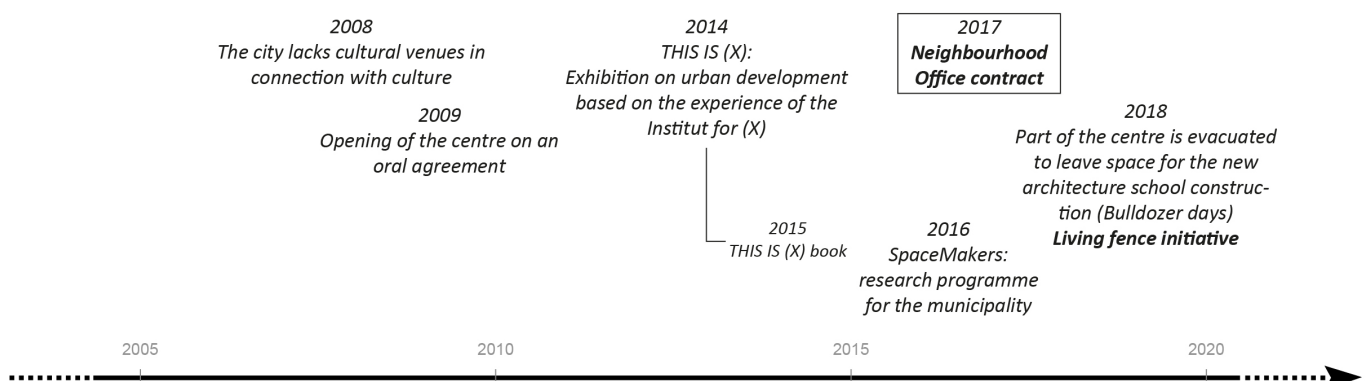 2008
The city lacks cultural venues in
connection with culture
2009
Opening of the centre on an
oral agreement
2014
THIS IS (X):
Exhibition on urban development
based on the experience of the
Institut for (X)
2015
THIS IS (X) book
2016
SpaceMakers:
research programme
for the municipality
2017
Neighbourhood
Office contract
2018
Part of the centre is evacuated
to leave space for the new
architecture school construc-
tion (Bulldozer days)
Living fence initiative
2005
2010
2015
2020